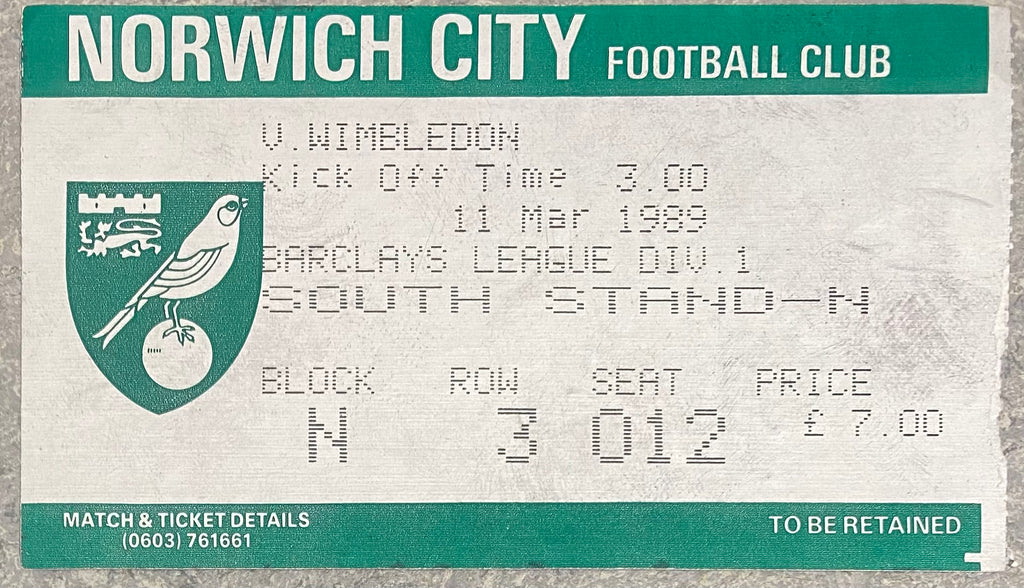 NORWICH CITY FOOTBALL CLUB
V.WIMBLEDON
Kick Off Time 3.00
11 Mar 1989
BARCLAYS LEAGUE DIV.1
SOUTH STAND-N
BLOCK ROW SEAT PRICE
N 3 012 £ 7.00
MATCH & TICKET DETAILS
(0603) 761661
TO BE RETAINED